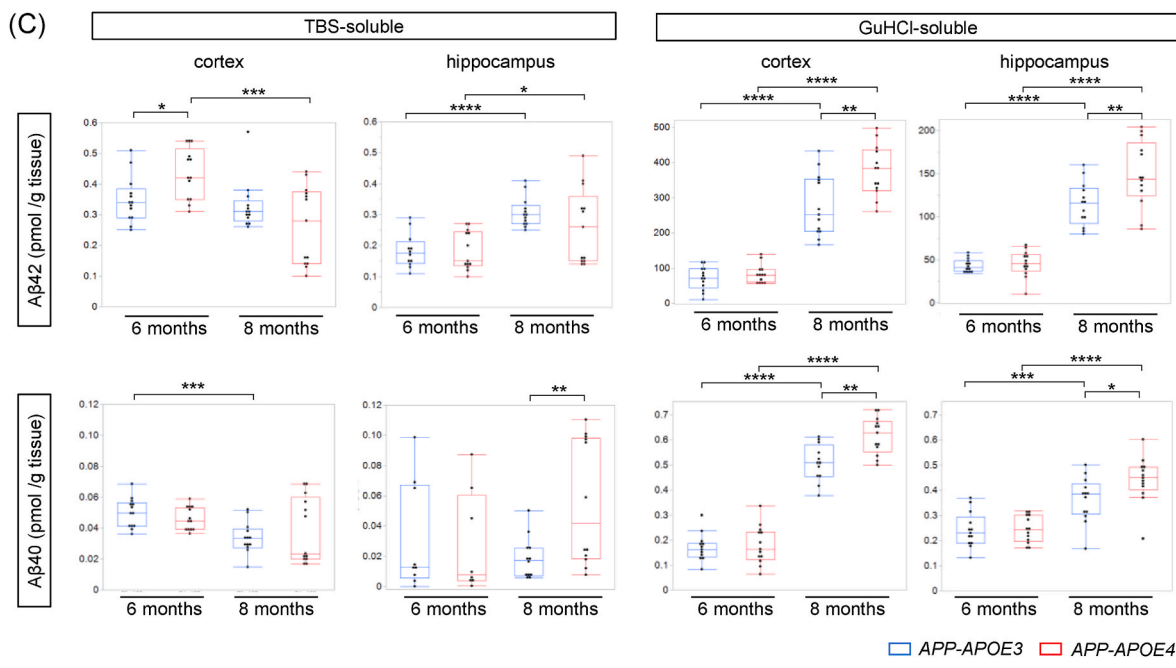 (C)
TBS-soluble GuHCl-soluble
cortex hippocampus cortex hippocampus
* *** **** * **** **** ** **** **** **
Aβ42 (pmol /g tissue)
0.6 0.5 0.4 0.3 0.2 0.1 0
0.6 0.5 0.4 0.3 0.2 0.1 0
500 400 300 200 100 0
200 150 100 50 0
6 months 8 months 6 months 8 months 6 months 8 months 6 months 8 months
*** ** **** **** ** *** **** *
Aβ40 (pmol /g tissue)
0.12 0.10 0.08 0.06 0.04 0.02 0
0.12 0.10 0.08 0.06 0.04 0.02 0
0.7 0.6 0.5 0.4 0.3 0.2 0.1 0
0.7 0.6 0.5 0.4 0.3 0.2 0.1 0
6 months 8 months 6 months 8 months 6 months 8 months 6 months 8 months
APP-APOE3 APP-APOE4